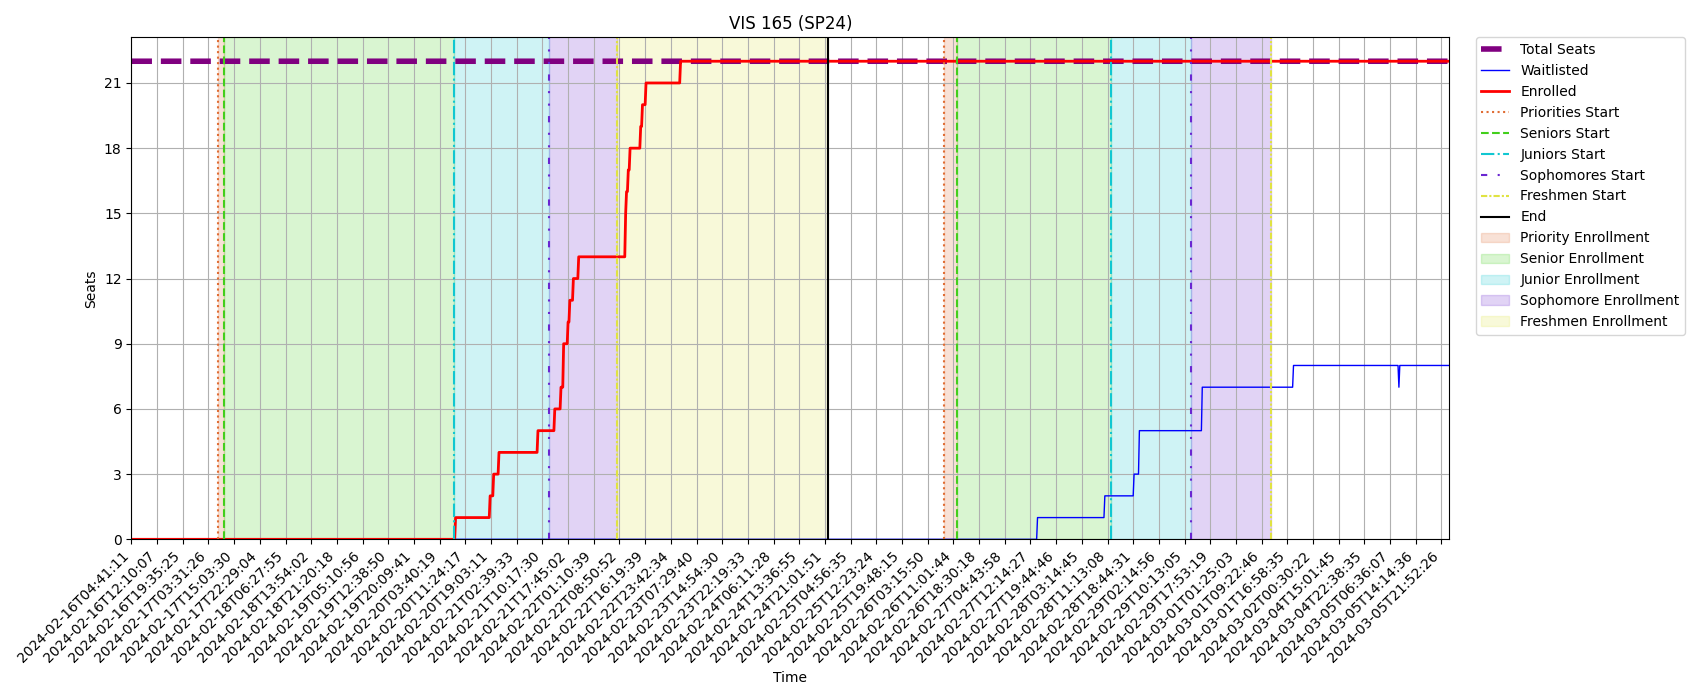 VIS 165 (SP24)
Seats
21
18
15
12
9
6
3
0
2024-02-16T04:41:11
2024-02-16T12:10:07
2024-02-16T19:35:25
2024-02-17T03:31:26
2024-02-17T15:03:30
2024-02-17T22:29:04
2024-02-18T06:27:55
2024-02-18T13:54:02
2024-02-18T21:20:18
2024-02-19T05:10:56
2024-02-19T12:38:50
2024-02-19T20:09:41
2024-02-20T03:40:19
2024-02-20T11:24:17
2024-02-20T19:03:11
2024-02-21T02:39:33
2024-02-21T10:17:30
2024-02-21T17:45:02
2024-02-22T01:10:39
2024-02-22T08:50:52
2024-02-22T16:19:39
2024-02-22T23:42:34
2024-02-23T07:29:40
2024-02-23T14:54:30
2024-02-23T22:19:33
2024-02-24T06:11:28
2024-02-24T13:36:55
2024-02-24T21:01:51
2024-02-25T04:56:35
2024-02-25T12:23:24
2024-02-25T19:48:15
2024-02-26T03:15:50
2024-02-26T11:01:44
2024-02-26T18:30:18
2024-02-27T04:43:58
2024-02-27T12:14:27
2024-02-27T19:44:46
2024-02-28T03:14:45
2024-02-28T11:13:08
2024-02-28T18:44:31
2024-02-29T02:14:56
2024-02-29T10:13:05
2024-02-29T17:53:19
2024-03-01T01:25:03
2024-03-01T09:22:46
2024-03-01T16:58:35
2024-03-02T00:30:22
2024-03-04T15:01:45
2024-03-04T22:38:35
2024-03-05T06:36:07
2024-03-05T14:14:36
2024-03-05T21:52:26
Time
Total Seats
Waitlisted
Enrolled
Priorities Start
Seniors Start
Juniors Start
Sophomores Start
Freshmen Start
End
Priority Enrollment
Senior Enrollment
Junior Enrollment
Sophomore Enrollment
Freshmen Enrollment